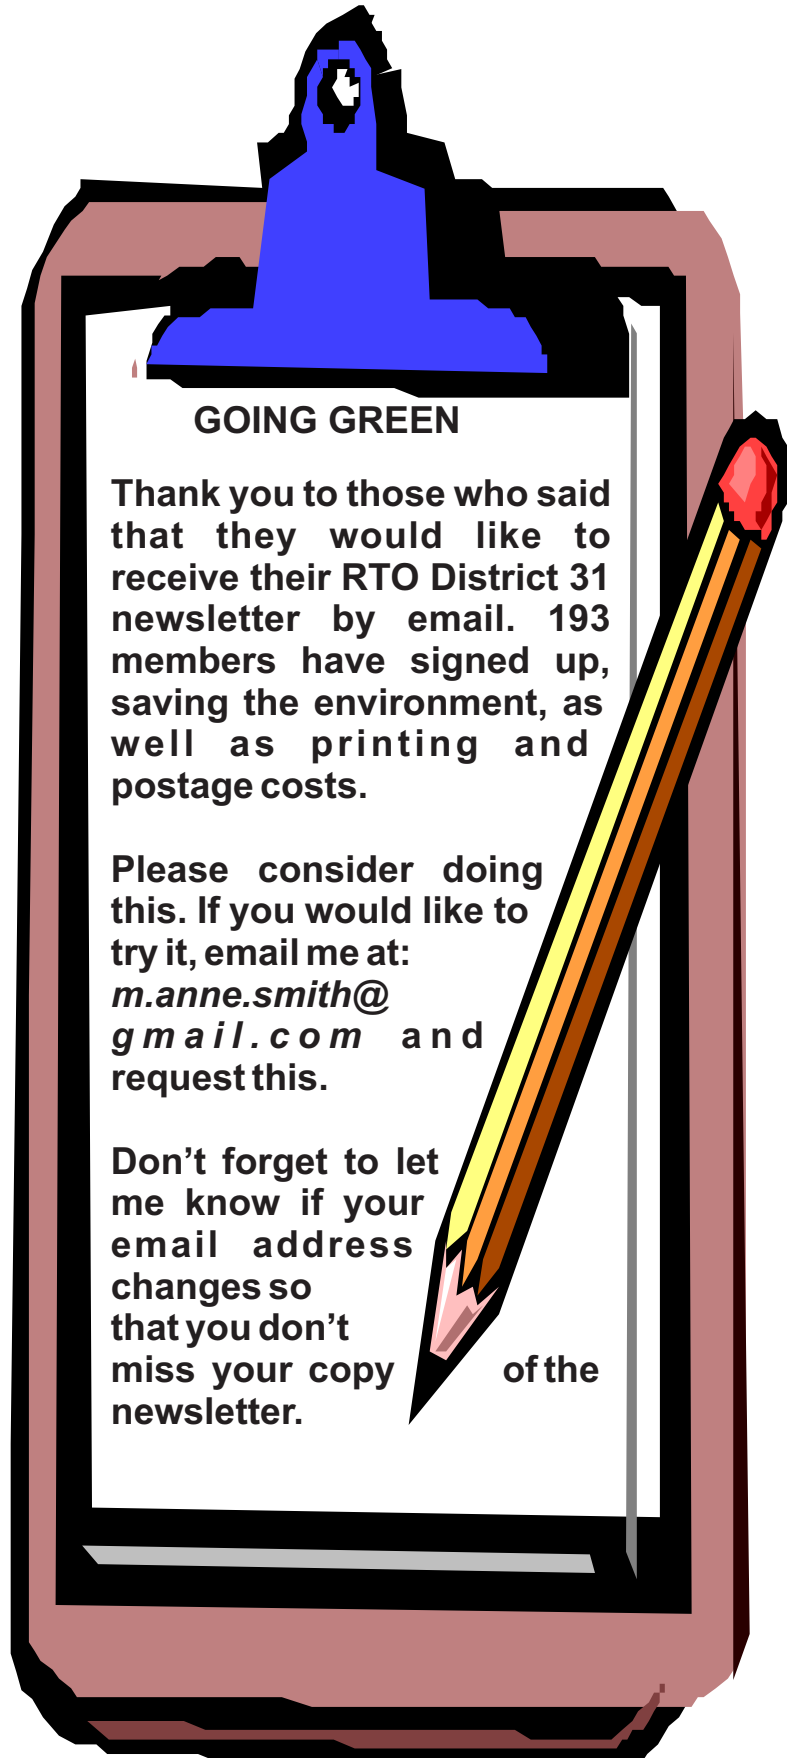 GOING GREEN
Thank you to those who said
that they would like to
receive their RTO District 31
newsletter by email. 193
members have signed up,
saving the environment, as
well as printing and
postage costs.
Please consider doing
this. If you would like to
try it, email me at:
m.anne.smith@
gmail.com and
request this.
Don’t forget to let
me know if your
email address
changes so
that you don’t
miss your copy of the
newsletter.